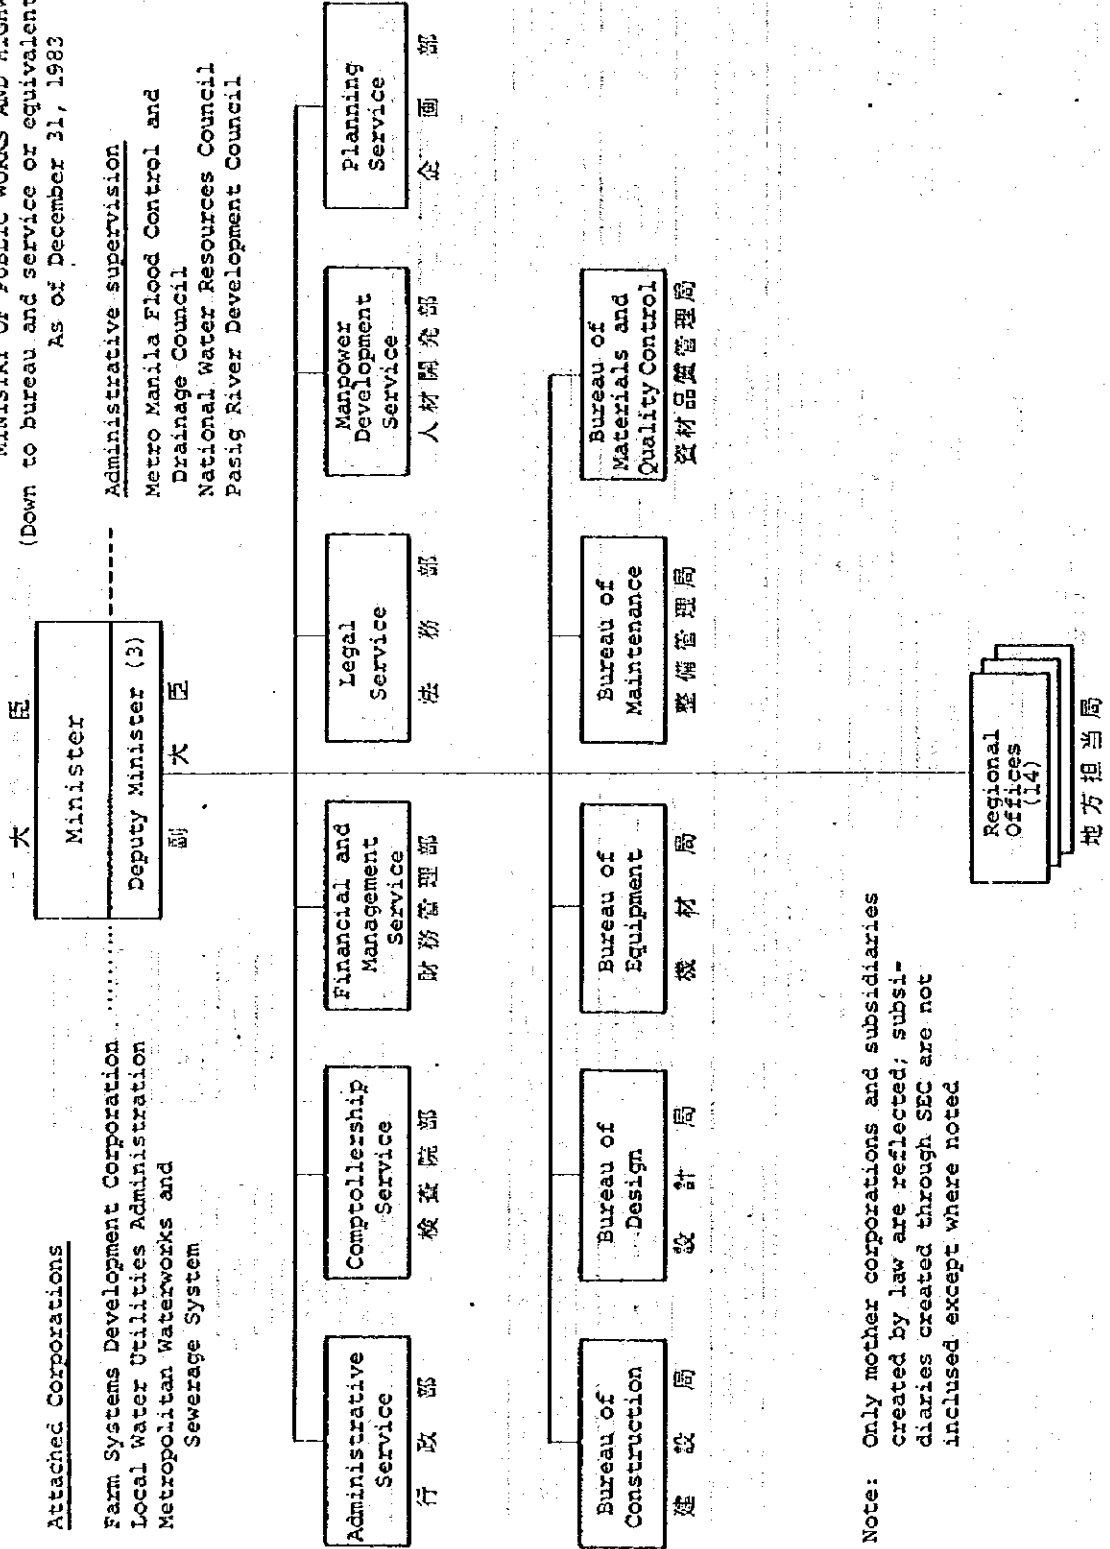 MINISTRY OF PUBLIC WORKS AND
(Down to bureau and service or equivalent
As of December 31, 1983
大臣
Minister
Deputy Minister (3)
副大臣
Attached Corporations
Farm Systems Development Corporation
Local Water Utilities Administration
Metropolitan Waterworks and
Sewerage System
Administrative supervision
Metro Manila Flood Control and
Drainage Council
National Water Resources Council
Pasig River Development Council
Administrative
Service
行政部
Comptollership
Service
検査院部
Financial and
Management
Service
財務管理部
Legal
Service
法務部
Manpower
Development
Service
人材開発部
Planning
Service
企画部
Bureau of
Construction
建設局
Bureau of
Design
設計局
Bureau of
Equipment
機材局
Bureau of
Maintenance
整備管理局
Bureau of
Materials and
Quality Control
資材品質管理局
Regional
Offices
(14)
地方担当局
Note: Only mother corporations and subsidiaries
created by law are reflected; subsi-
diaries created through SEC are not
inclused except where noted